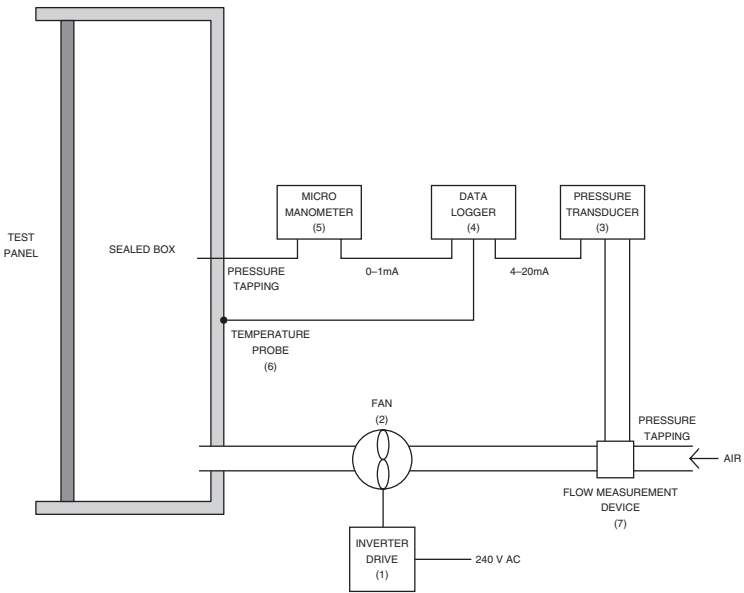 MICRO
MANOMETER
(5)
DATA
LOGGER
(4)
PRESSURE
TRANSDUCER
(3)
TEST
PANEL
SEALED BOX
PRESSURE
TAPPING
0–1mA
4–20mA
TEMPERATURE
PROBE
(6)
FAN
(2)
PRESSURE
TAPPING
AIR
FLOW MEASUREMENT
DEVICE
(7)
INVERTER
DRIVE
(1)
240 V AC